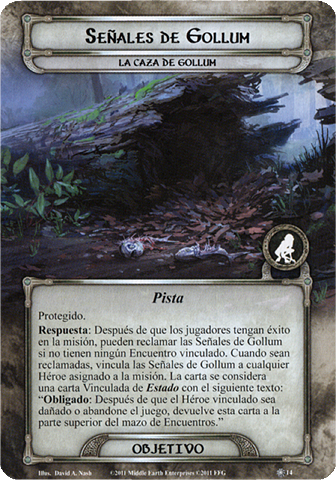 Señales de Gollum
La Caza de Gollum
Pista
Protegido.
Respuesta: Después de que los jugadores tengan éxito
en la misión, pueden reclamar las Señales de Gollum
si no tienen ningún Encuentro vinculado. Cuando sean
reclamadas, vincula las Señales de Gollum a cualquier
Héroe asignado a la misión. La carta se considera
una carta Vinculada de Estado con el siguiente texto:
“Obligado: Después de que el Héroe vinculado sea
dañado o abandone el juego, devuelve esta carta a la
parte superior del mazo de Encuentros.”
Objetivo
Illus. David A. Nash ©2011 Middle Earth Enterprises ©2011 FFG 14